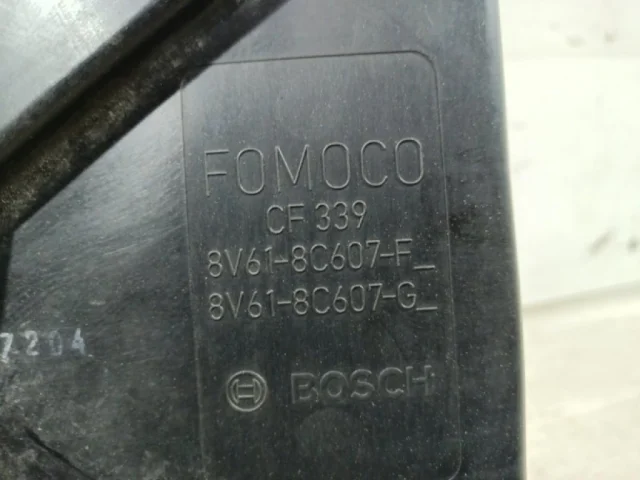 FOMOCO
CF 339
8V61-8C607-F_
8V61-8C607-G_
7204
BOSCH